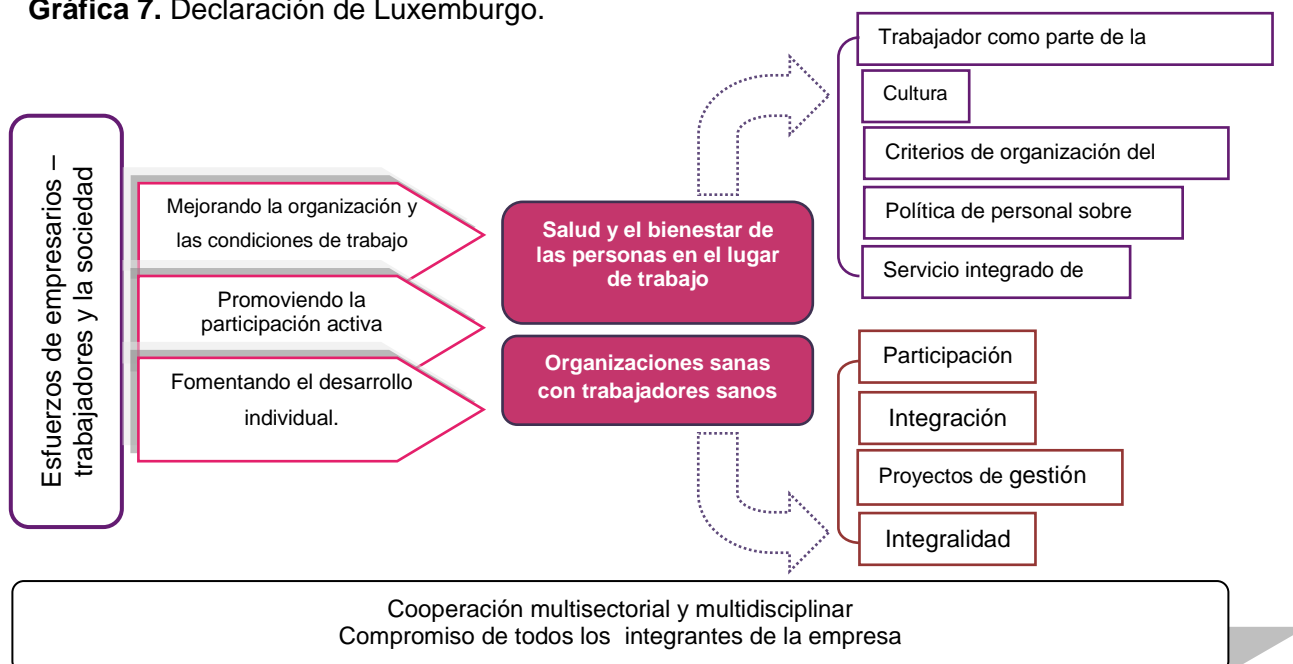 Gráfica 7. Declaración de Luxemburgo.
Esfuerzos de empresarios –
trabajadores y la sociedad
Mejorando la organización y
las condiciones de trabajo
Promoviendo la
participación activa
Fomentando el desarrollo
individual.
Salud y el bienestar de
las personas en el lugar
de trabajo
Organizaciones sanas
con trabajadores sanos
Trabajador como parte de la
Cultura
Criterios de organización del
Política de personal sobre
Servicio integrado de
Participación
Integración
Proyectos de gestión
Integralidad
Cooperación multisectorial y multidisciplinar
Compromiso de todos los  integrantes de la empresa